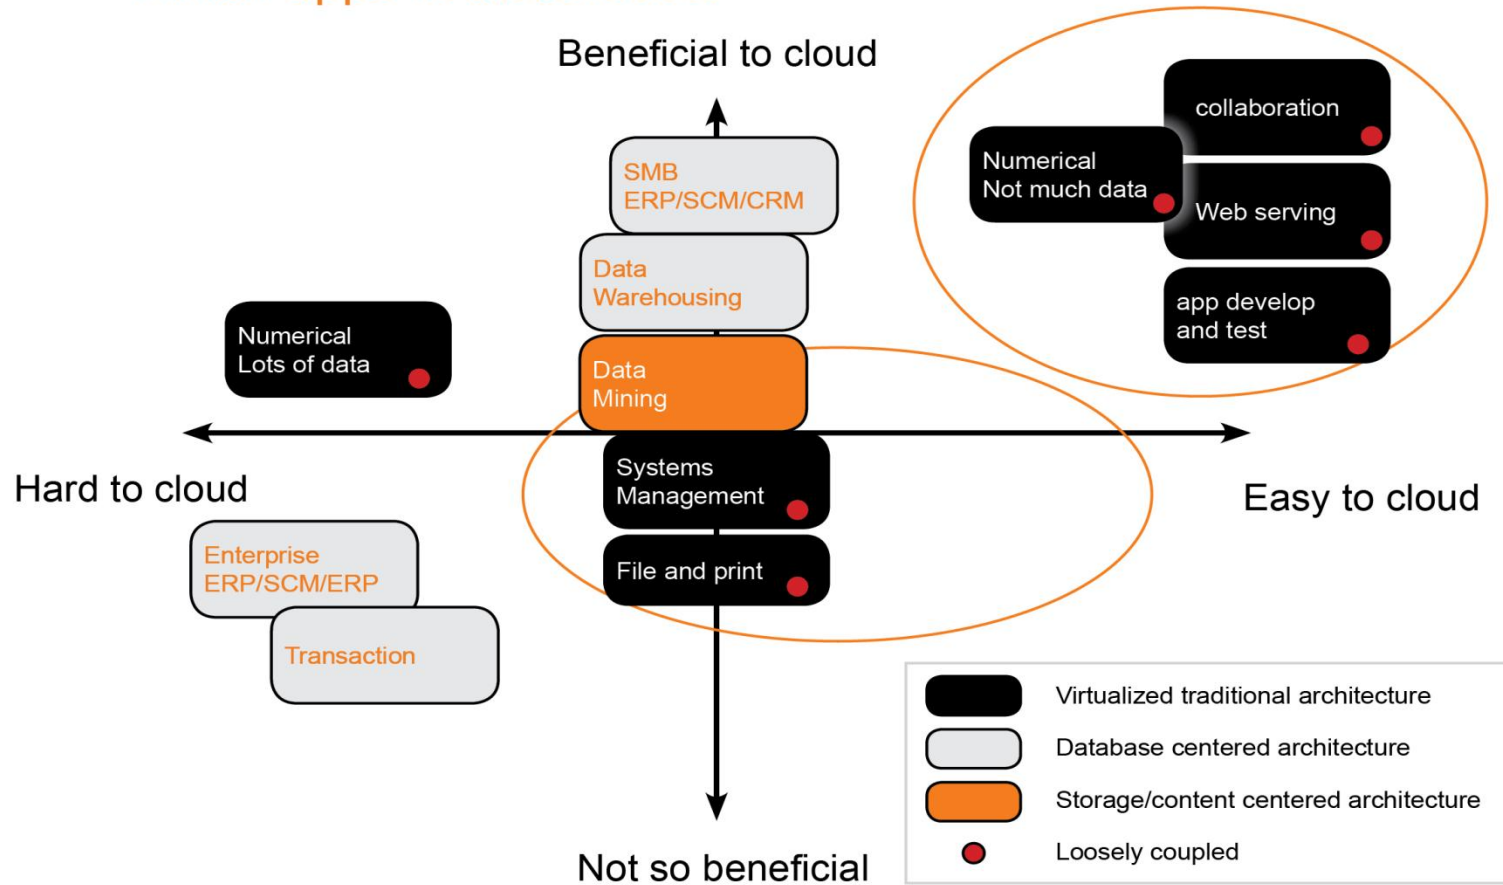 Beneficial to cloud
collaboration
Numerical
Not much data
Web serving
app develop
and test
SMB
ERP/SCM/CRM
Data
Warehousing
Numerical
Lots of data
Data
Mining
Hard to cloud
Easy to cloud
Systems
Management
File and print
Enterprise
ERP/SCM/ERP
Transaction
Not so beneficial
Virtualized traditional architecture
Database centered architecture
Storage/content centered architecture
Loosely coupled